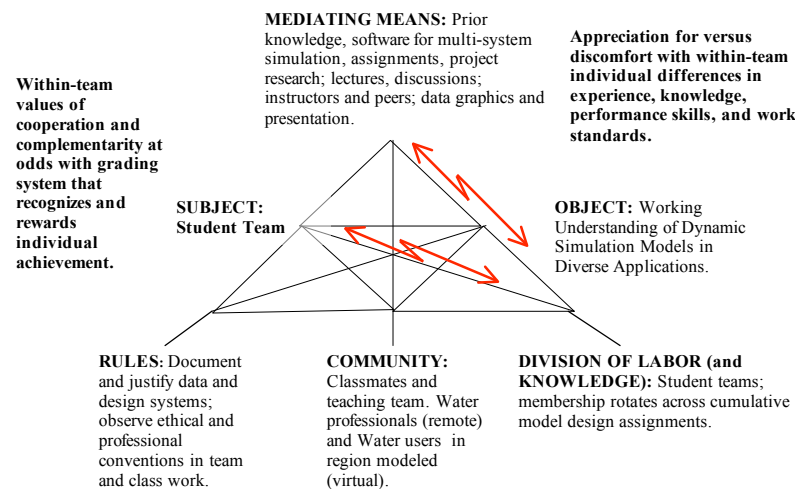 MEDIATING MEANS: Prior
knowledge, software for multi-system
simulation, assignments, project
research; lectures, discussions;
instructors and peers; data graphics and
presentation.
Appreciation for versus
discomfort with within-team
individual differences in
experience, knowledge,
performance skills, and work
standards.
Within-team
values of
cooperation and
complementarity at
odds with grading
system that
recognizes and
rewards
individual
achievement.
SUBJECT:
Student Team
OBJECT: Working
Understanding of Dynamic
Simulation Models in
Diverse Applications.
RULES: Document
and justify data and
design systems;
observe ethical and
professional
conventions in team
and class work.
COMMUNITY:
Classmates and
teaching team. Water
professionals (remote)
and Water users in
region modeled
(virtual).
DIVISION OF LABOR (and
KNOWLEDGE): Student teams;
membership rotates across cumulative
model design assignments.